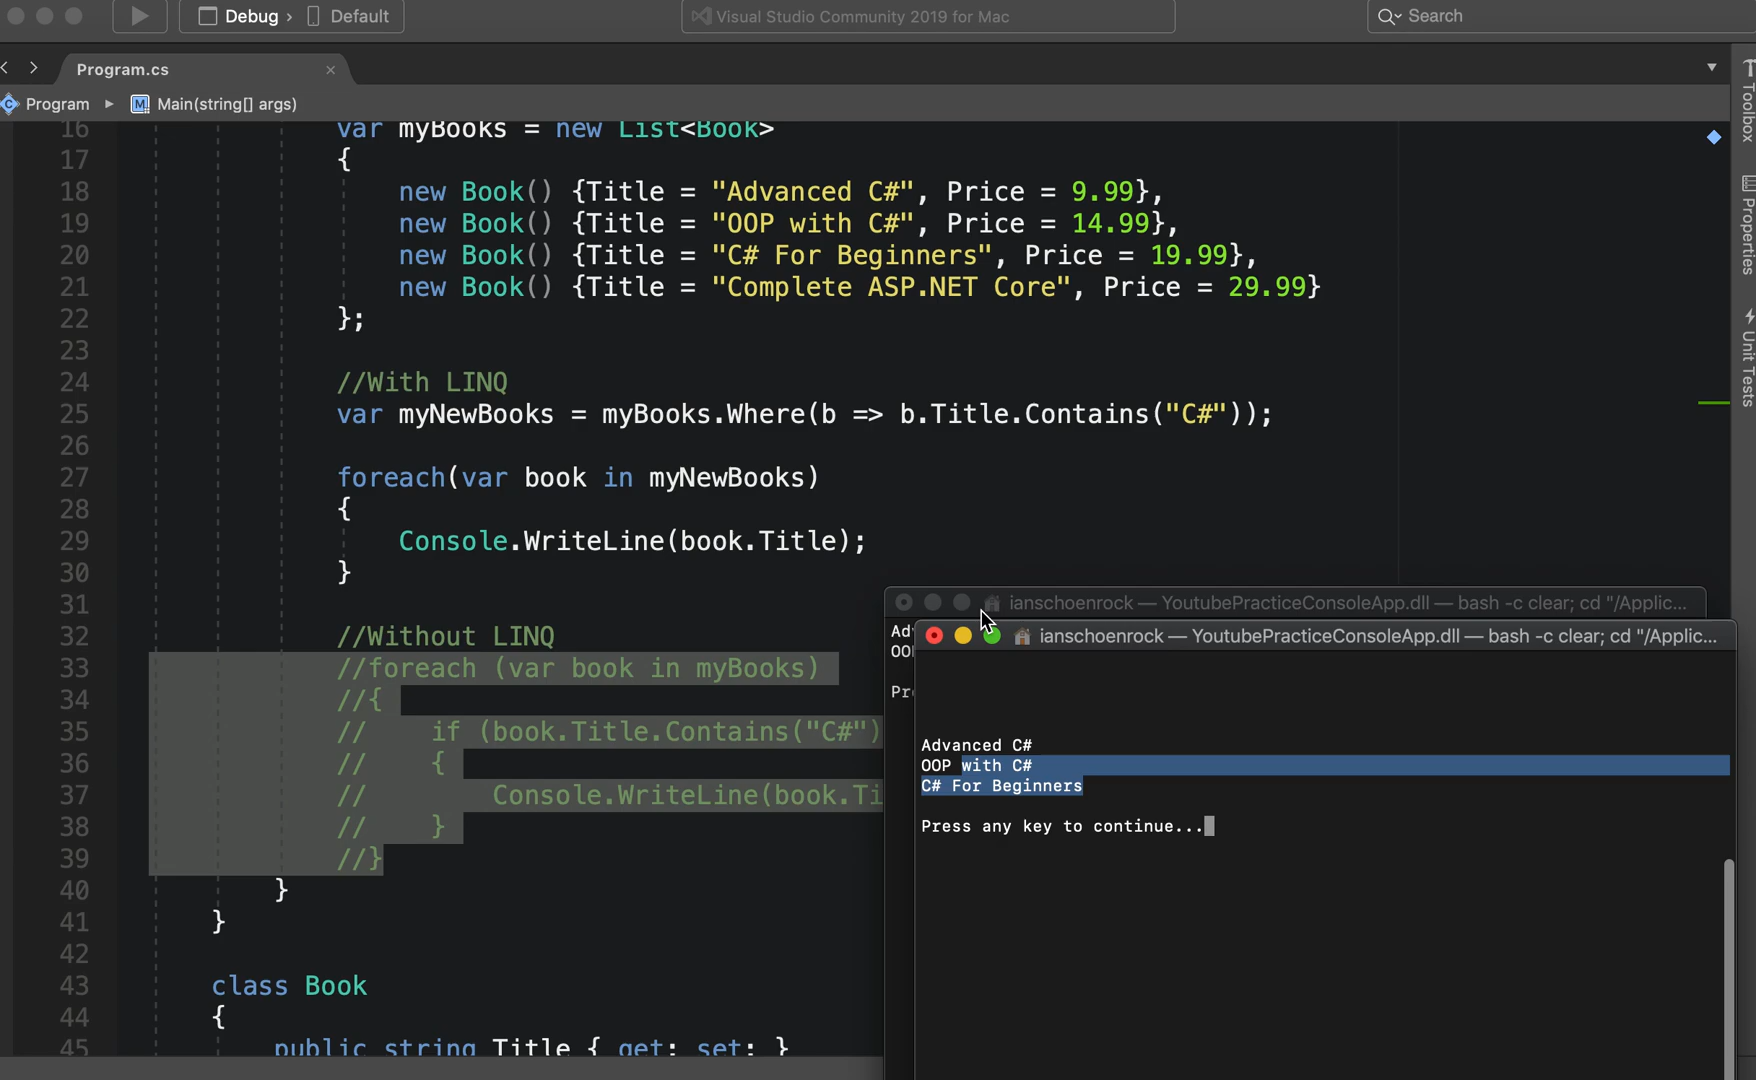 Debug › Default
Visual Studio Community 2019 for Mac
Search
Program.cs
Program ▸ Main(string[] args)
Toolbox
Properties
Unit Tests
16 var myBooks = new List<Book>
17 {
18 new Book() {Title = "Advanced C#", Price = 9.99},
19 new Book() {Title = "OOP with C#", Price = 14.99},
20 new Book() {Title = "C# For Beginners", Price = 19.99},
21 new Book() {Title = "Complete ASP.NET Core", Price = 29.99}
22 };
23
24 //With LINQ
25 var myNewBooks = myBooks.Where(b => b.Title.Contains("C#"));
26
27 foreach(var book in myNewBooks)
28 {
29 Console.WriteLine(book.Title);
30 }
31
32 //Without LINQ
33 //foreach (var book in myBooks)
34 //{
35 // if (book.Title.Contains("C#")
36 // {
37 // Console.WriteLine(book.Ti
38 // }
39 //}
40 }
41 }
42
43 class Book
44 {
45 public string Title { get; set; }
ianschoenrock — YoutubePracticeConsoleApp.dll — bash -c clear; cd "/Applic...
Ad
OO
Pr
ianschoenrock — YoutubePracticeConsoleApp.dll — bash -c clear; cd "/Applic...
Advanced C#
OOP with C#
C# For Beginners
Press any key to continue...